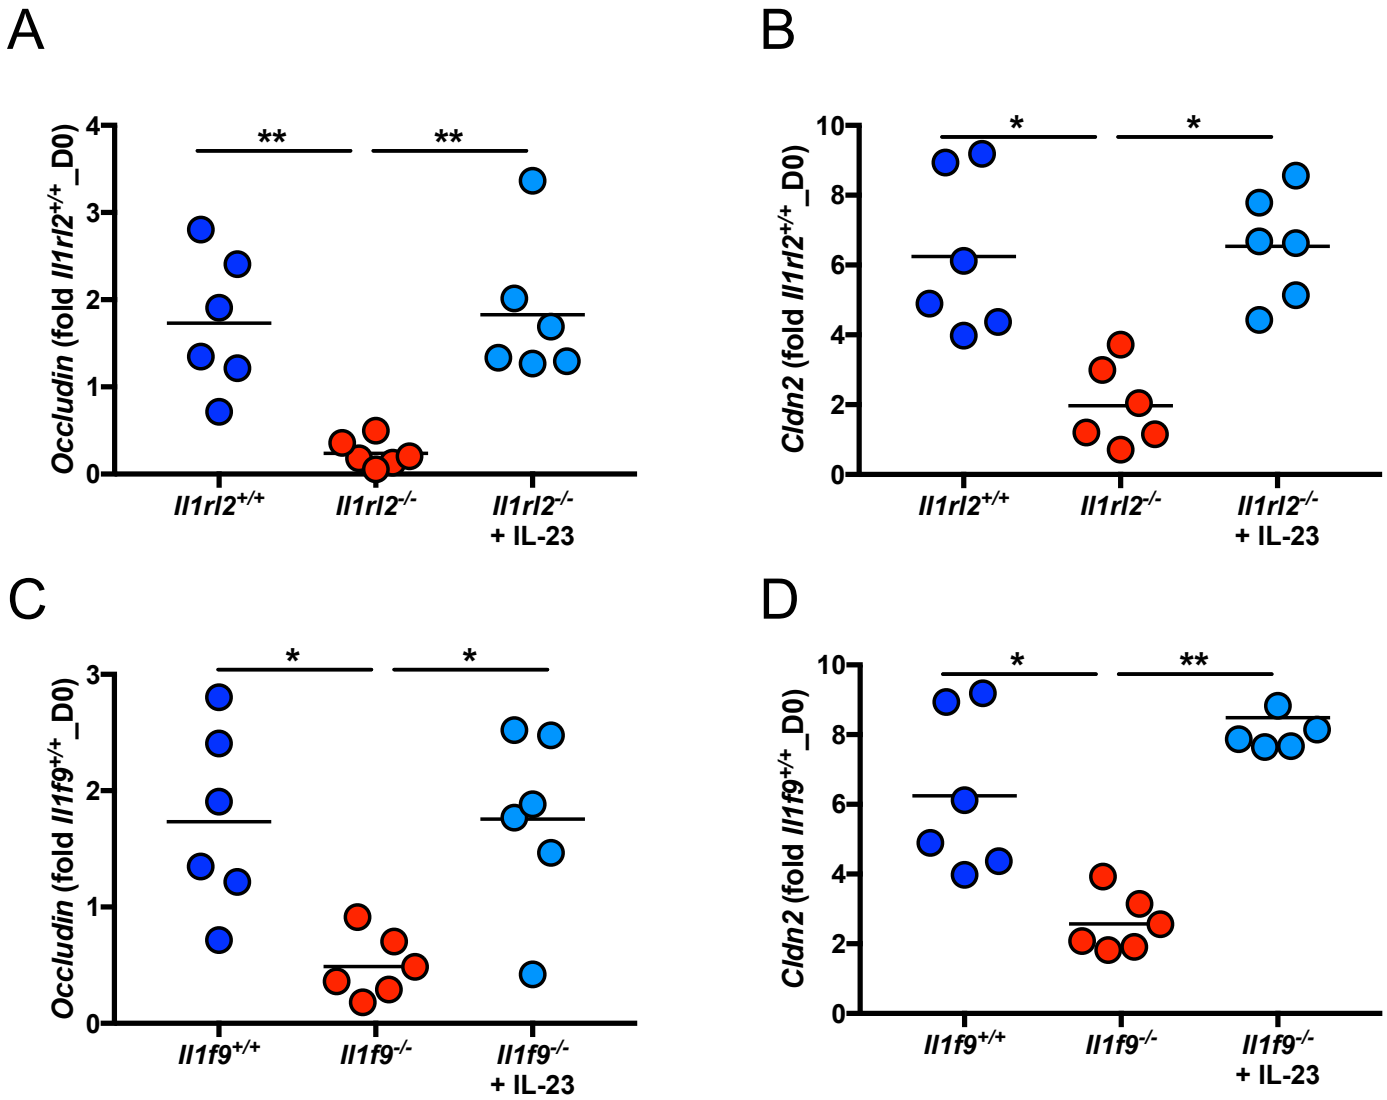 A
Occludin (fold Il1rl2+/+_D0)
4
3
2
1
0
**
**
Il1rl2+/+
Il1rl2-/-
Il1rl2-/-
+ IL-23
B
Cldn2 (fold Il1rl2+/+_D0)
10
8
6
4
2
0
*
*
Il1rl2+/+
Il1rl2-/-
Il1rl2-/-
+ IL-23
C
Occludin (fold Il1f9+/+_D0)
3
2
1
0
*
*
Il1f9+/+
Il1f9-/-
Il1f9-/-
+ IL-23
D
Cldn2 (fold Il1f9+/+_D0)
10
8
6
4
2
0
*
**
Il1f9+/+
Il1f9-/-
Il1f9-/-
+ IL-23